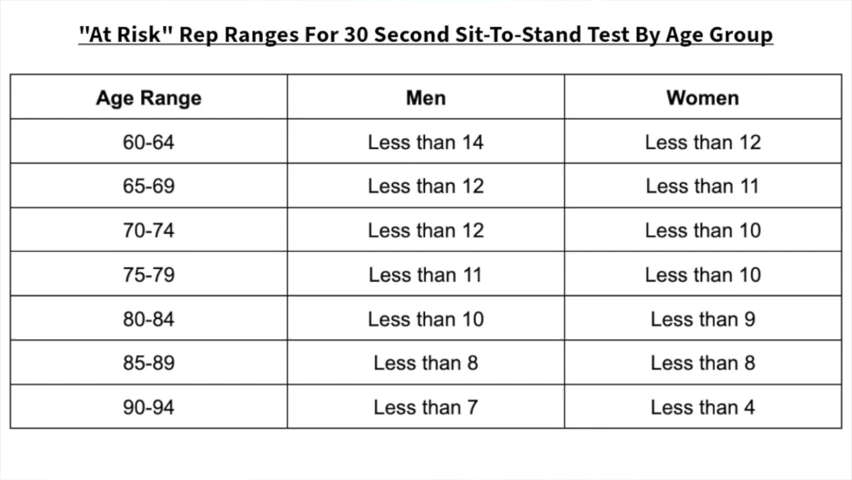 "At Risk" Rep Ranges For 30 Second Sit-To-Stand Test By Age Group
Age Range Men Women
60-64 Less than 14 Less than 12
65-69 Less than 12 Less than 11
70-74 Less than 12 Less than 10
75-79 Less than 11 Less than 10
80-84 Less than 10 Less than 9
85-89 Less than 8 Less than 8
90-94 Less than 7 Less than 4